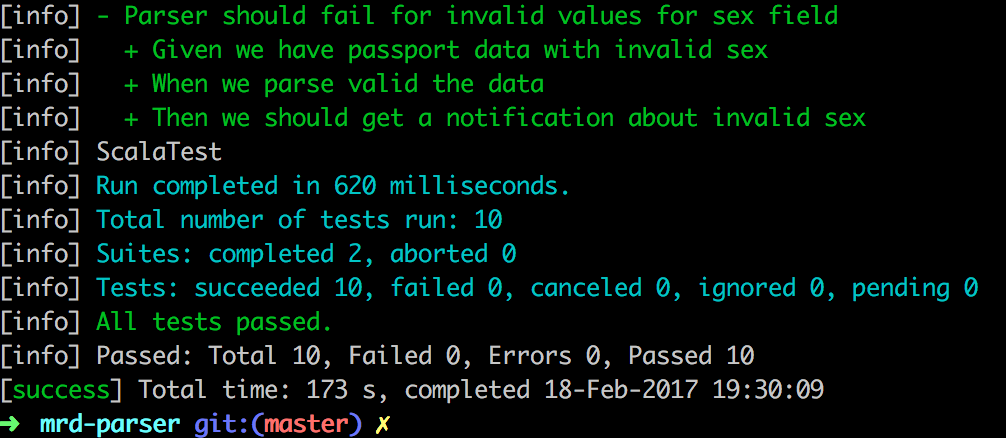 [info] - Parser should fail for invalid values for sex field
[info]   + Given we have passport data with invalid sex
[info]   + When we parse valid the data
[info]   + Then we should get a notification about invalid sex
[info] ScalaTest
[info] Run completed in 620 milliseconds.
[info] Total number of tests run: 10
[info] Suites: completed 2, aborted 0
[info] Tests: succeeded 10, failed 0, canceled 0, ignored 0, pending 0
[info] All tests passed.
[info] Passed: Total 10, Failed 0, Errors 0, Passed 10
[success] Total time: 173 s, completed 18-Feb-2017 19:30:09
➜  mrd-parser git:(master) ✗